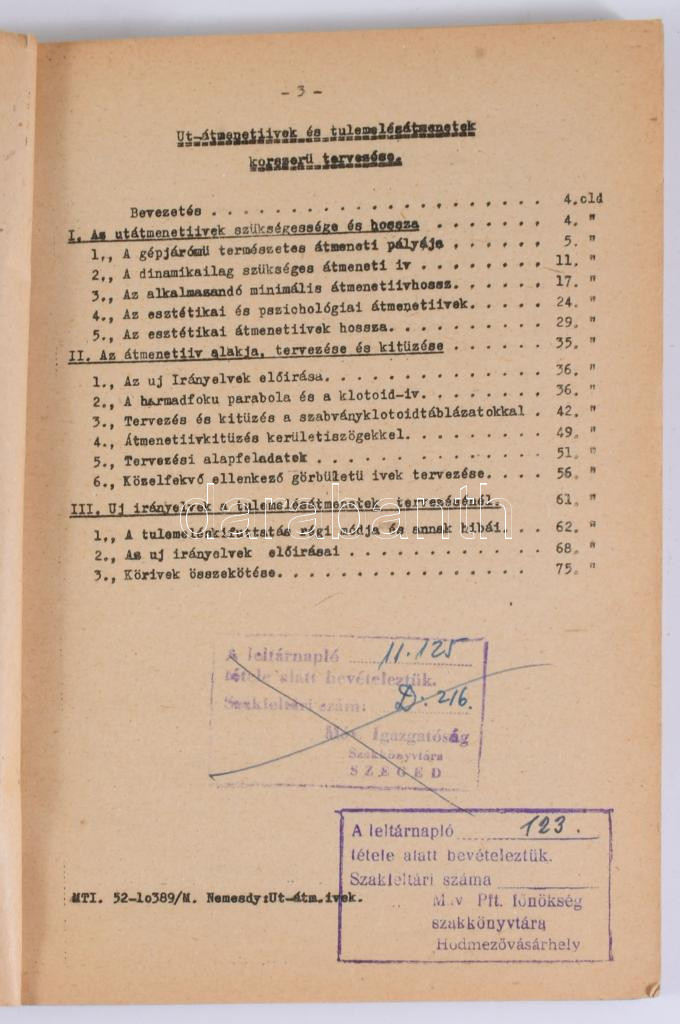 - 3 -
Ut-átmenetiivek és tulemelésátmenetek
korszerü tervezése.
Bevezetés . . . . . . . . . . . . . . . . . . . 4.old
I. Az utátmenetiivek szükségessége és hossza . . . . . . . 4. "
1., A gépjármü természetes átmeneti pályája . . . . . . 5. "
2., A dinamikailag szükséges átmeneti iv . . . . . . . . 11. "
3., Az alkalmazandó minimális átmenetiivhossz. . . . . . 17. "
4., Az esztétikai és pszichológiai átmenetiivek. . . . . 24. "
5., Az esztétikai átmenetiivek hossza. . . . . . . . . . 29. "
II. Az átmenetiiv alakja, tervezése és kitüzése . . . . . . 35. "
1., Az uj Irányelvek előirása. . . . . . . . . . . . . . 36. "
2., A harmadfoku parabola és a klotoid-iv. . . . . . . . 36. "
3., Tervezés és kitüzés a szabványklotoidtáblázatokkal . 42. "
4., Átmenetiivkitüzés kerületiszögekkel. . . . . . . . . 49. "
5., Tervezési alapfeladatek . . . . . . . . . . . . . . 51. "
6., Közelfekvő ellenkező görbületü ivek tervezése. . . . 56. "
III. Uj irányelvek a tulemelésátmenetek tervezésénél. 61. "
1., A tulemeléskifuttatás régi módja és annak hibái. . . 62. "
2., Az uj irányelvek előirásai . . . . . . . . . . . . . 68. "
3., Körivek összekötése. . . . . . . . . . . . . . . . 75. "
darabanth
A leltárnapló 11.125
tétele alatt bevételeztük.
Szakleltári szám: D. 216.
Máv. Igazgatóság
Szakkönyvtára
SZEGED
A leltárnapló 123.
tétele alatt bevételeztük.
Szakleltári száma
Máv Pft. főnökség
szakkönyvtára
Hódmezővásárhely
MTI. 52-lo389/M. Nemesdy:Ut-átm.ivek.